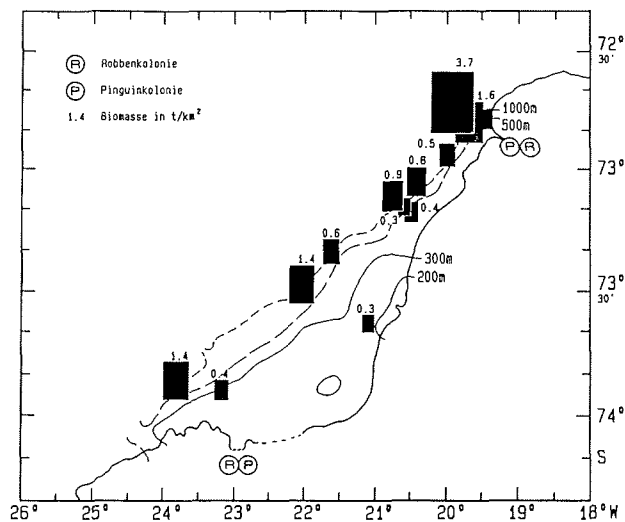 R Robbenkolonie
P Pinguinkolonie
1.4 Biomasse in t/km²
3.7
1.6
1000m
500m
P R
0.5
0.6
0.9
0.3
0.4
0.6
1.4
300m
200m
0.3
1.4
0.4
R P
72°
30'
73°
73°
30'
74°
S
26° 25° 24° 23° 22° 21° 20° 19° 18°W